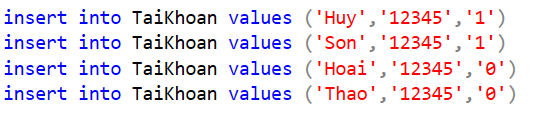 insert into TaiKhoan values ('Huy','12345','1')
insert into TaiKhoan values ('Son','12345','1')
insert into TaiKhoan values ('Hoai','12345','0')
insert into TaiKhoan values ('Thao','12345','0')